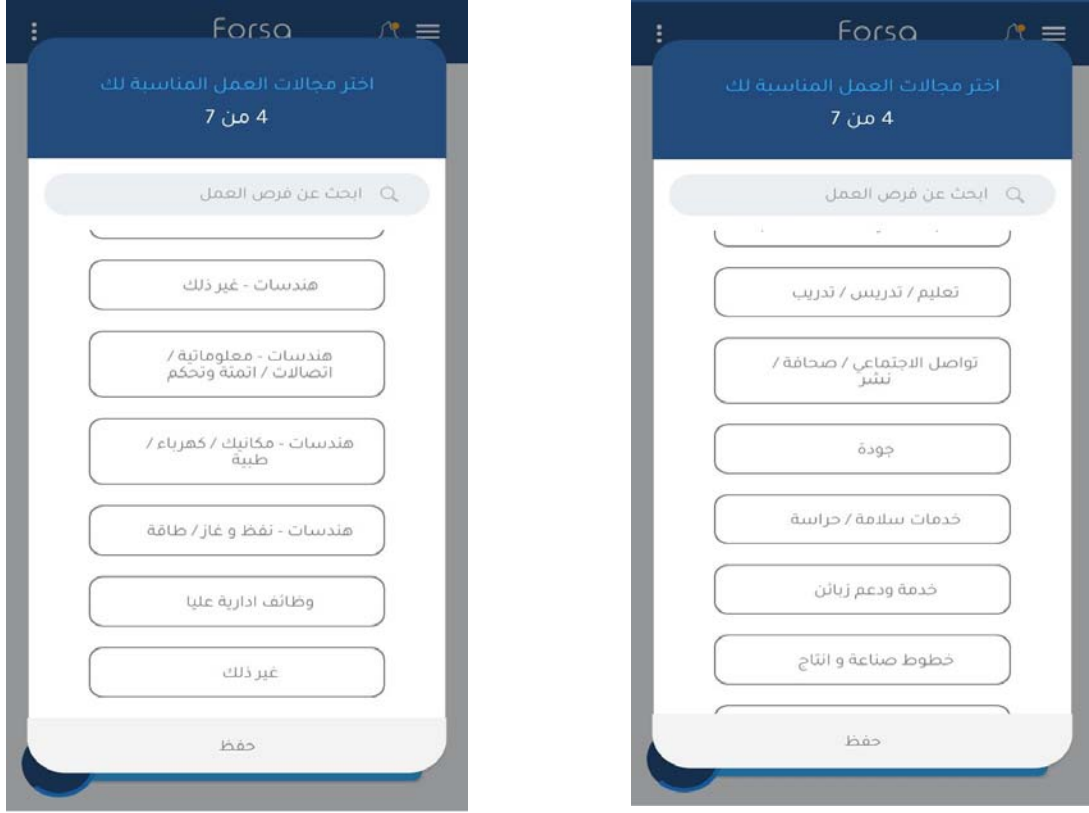 Forsa
اختر مجالات العمل المناسبة لك
4 من 7
ابحث عن فرص العمل
هندسات - غير ذلك
هندسات - معلوماتية /
اتصالات / اتمتة وتحكم
هندسات - مكانيك / كهرباء /
طبية
هندسات - نفظ و غاز / طاقة
وظائف ادارية عليا
غير ذلك
حفظ
Forsa
اختر مجالات العمل المناسبة لك
4 من 7
ابحث عن فرص العمل
تعليم / تدريس / تدريب
تواصل الاجتماعي / صحافة /
نشر
جودة
خدمات سلامة / حراسة
خدمة ودعم زبائن
خطوط صناعة و انتاج
حفظ